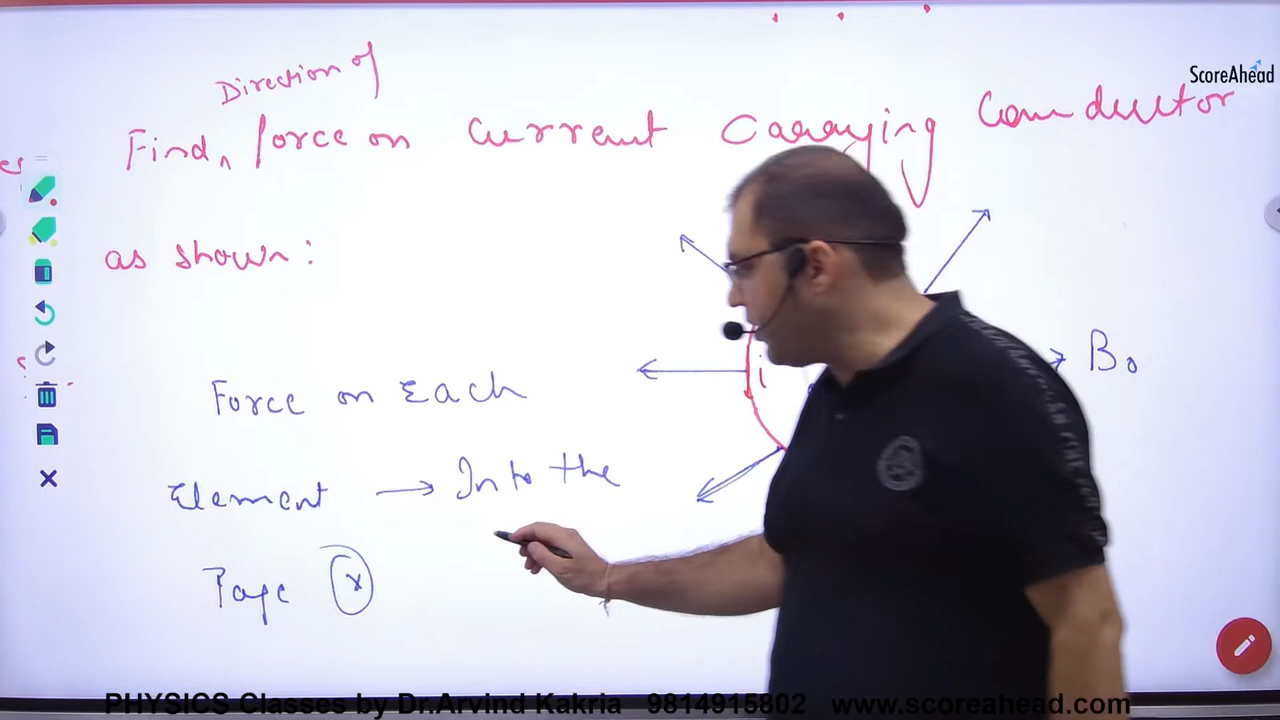 ScoreAhead
Direction of
Find, force on current carrying conductor
as shown:
i
B₀
Force on Each
Element → Into the
Page ⓧ
PHYSICS Classes by Dr.Arvind Kakria 9814915802 www.scoreahead.com